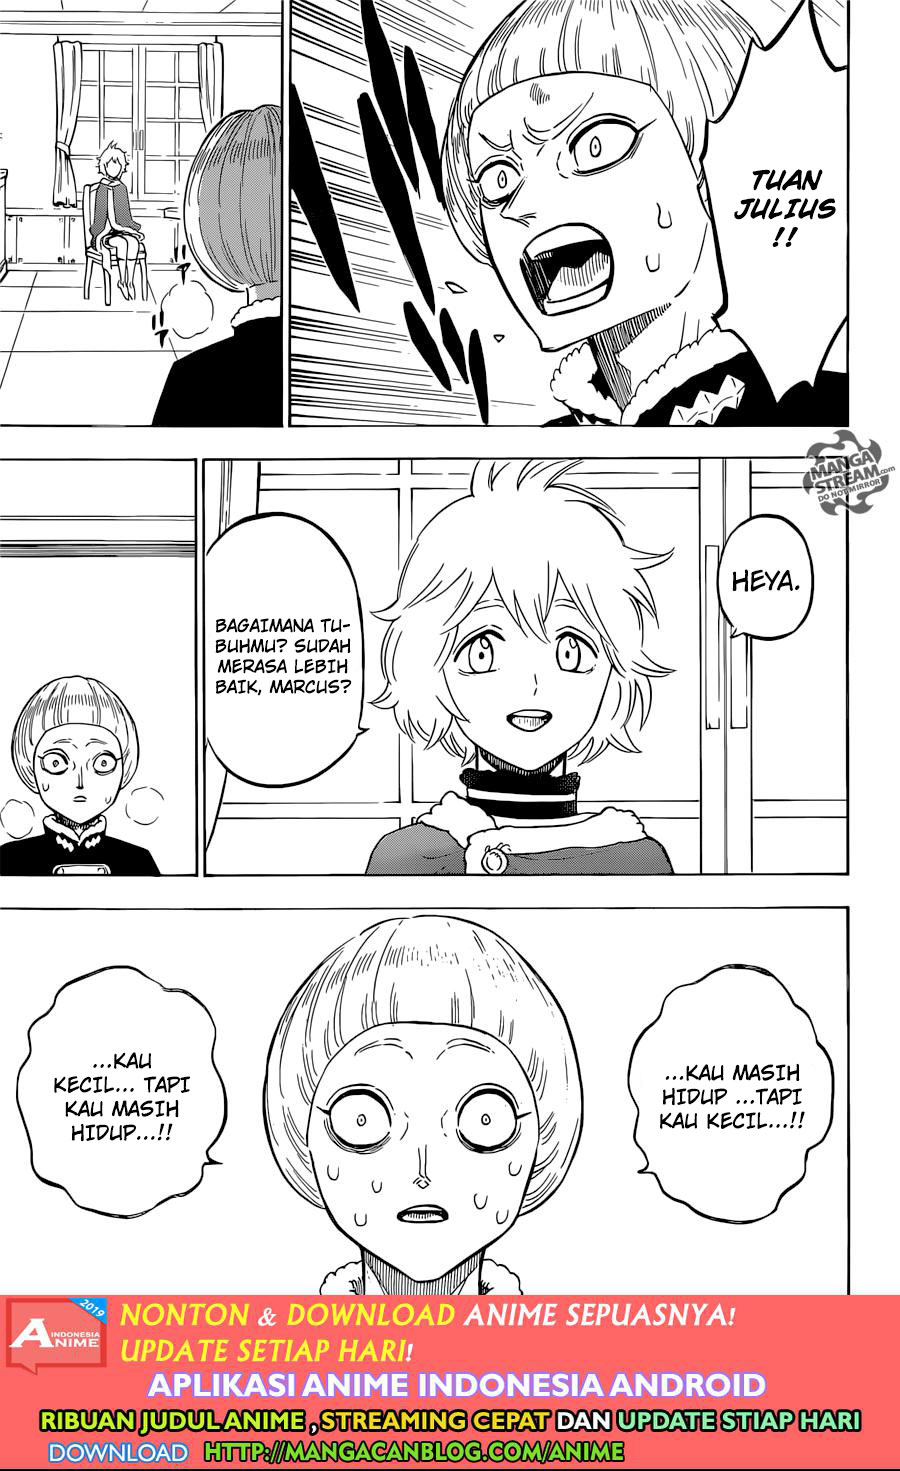 TUAN
JULIUS
!!
MANGA
STREAM.com
DO NOT MIRROR
HEYA.
BAGAIMANA TU-
BUHMU? SUDAH
MERASA LEBIH
BAIK, MARCUS?
...KAU MASIH
HIDUP ...TAPI
KAU KECIL...!!
...KAU
KECIL... TAPI
KAU MASIH
HIDUP...!!
2019
A INDONESIA
ANIME
NONTON & DOWNLOAD ANIME SEPUASNYA!
UPDATE SETIAP HARI!
APLIKASI ANIME INDONESIA ANDROID
RIBUAN JUDUL ANIME , STREAMING CEPAT DAN UPDATE STIAP HARI
DOWNLOAD HTTP://MANGACANBLOG.COM/ANIME